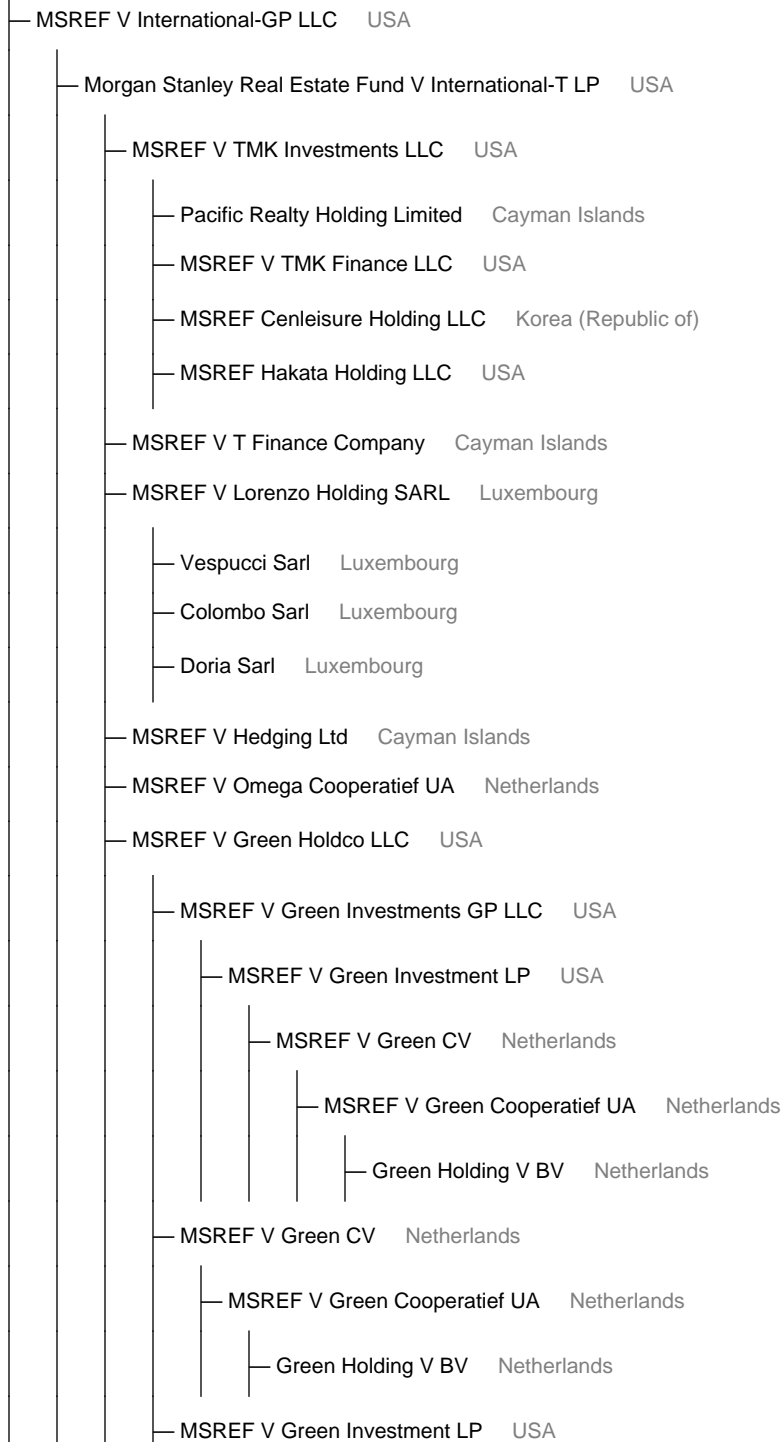 MSREF V International-GP LLC USA
Morgan Stanley Real Estate Fund V International-T LP USA
MSREF V TMK Investments LLC USA
Pacific Realty Holding Limited Cayman Islands
MSREF V TMK Finance LLC USA
MSREF Cenleisure Holding LLC Korea (Republic of)
MSREF Hakata Holding LLC USA
MSREF V T Finance Company Cayman Islands
MSREF V Lorenzo Holding SARL Luxembourg
Vespucci Sarl Luxembourg
Colombo Sarl Luxembourg
Doria Sarl Luxembourg
MSREF V Hedging Ltd Cayman Islands
MSREF V Omega Cooperatief UA Netherlands
MSREF V Green Holdco LLC USA
MSREF V Green Investments GP LLC USA
MSREF V Green Investment LP USA
MSREF V Green CV Netherlands
MSREF V Green Cooperatief UA Netherlands
Green Holding V BV Netherlands
MSREF V Green CV Netherlands
MSREF V Green Cooperatief UA Netherlands
Green Holding V BV Netherlands
MSREF V Green Investment LP USA